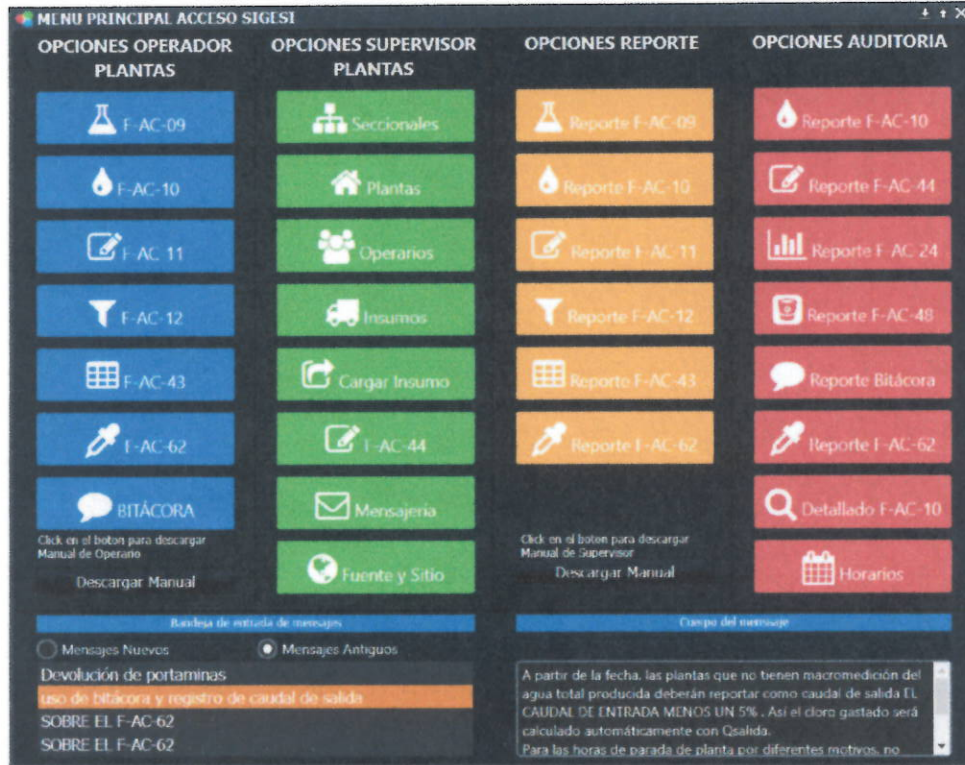 MENU PRINCIPAL ACCESO SIGESI
OPCIONES OPERADOR
PLANTAS
F-AC-09
F-AC-10
F-AC-11
F-AC-12
F-AC-43
F-AC-62
BITÁCORA
Click en el boton para descargar
Manual de Operario
Descargar Manual
OPCIONES SUPERVISOR
PLANTAS
Seccionales
Plantas
Operarios
Insumos
Cargar Insumo
F-AC-44
Mensajeria
Fuente y Sitio
OPCIONES REPORTE
Reporte F-AC-09
Reporte F-AC-10
Reporte F-AC-11
Reporte F-AC-12
Reporte F-AC-43
Reporte F-AC-62
Click en el boton para descargar
Manual de Supervisor
Descargar Manual
OPCIONES AUDITORIA
Reporte F-AC-10
Reporte F-AC-44
Reporte F-AC-24
Reporte F-AC-48
Reporte Bitácora
Reporte F-AC-62
Detallado F-AC-10
Horarios
Bandeja de entrada de mensajes
Mensajes Nuevos
Mensajes Antiguos
Devolución de portaminas
uso de bitácora y registro de caudal de salida
SOBRE EL F-AC-62
SOBRE EL F-AC-62
Cuerpo del mensaje
A partir de la fecha, las plantas que no tienen macromedición del
agua total producida deberán reportar como caudal de salida EL
CAUDAL DE ENTRADA MENOS UN 5% . Así el cloro gastado será
calculado automáticamente con Qsalida.
Para las horas de parada de planta por diferentes motivos, no